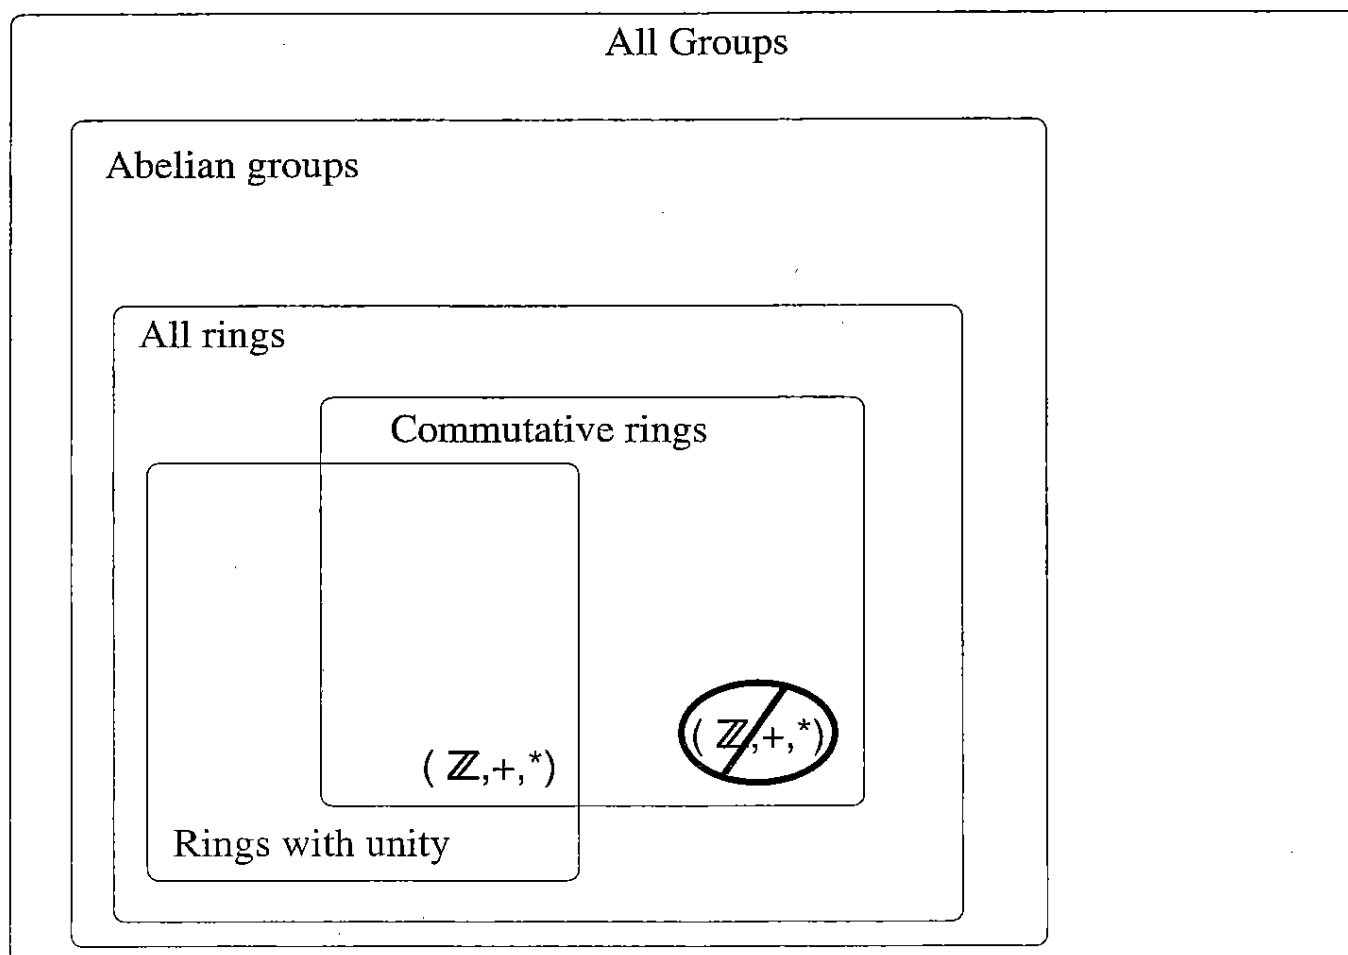 All Groups
Abelian groups
All rings
Commutative rings
( ℤ,+,*)
( ℤ,+,*)
Rings with unity